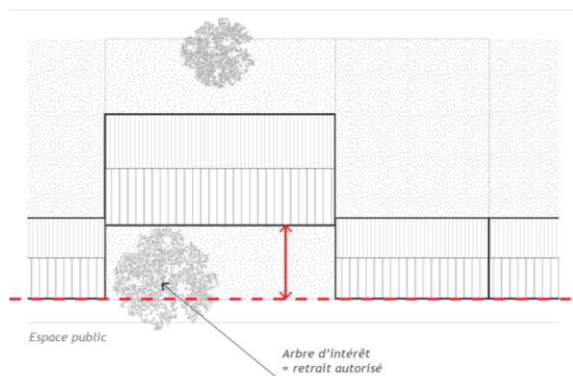 Espace public
Arbre d'intérêt
= retrait autorisé